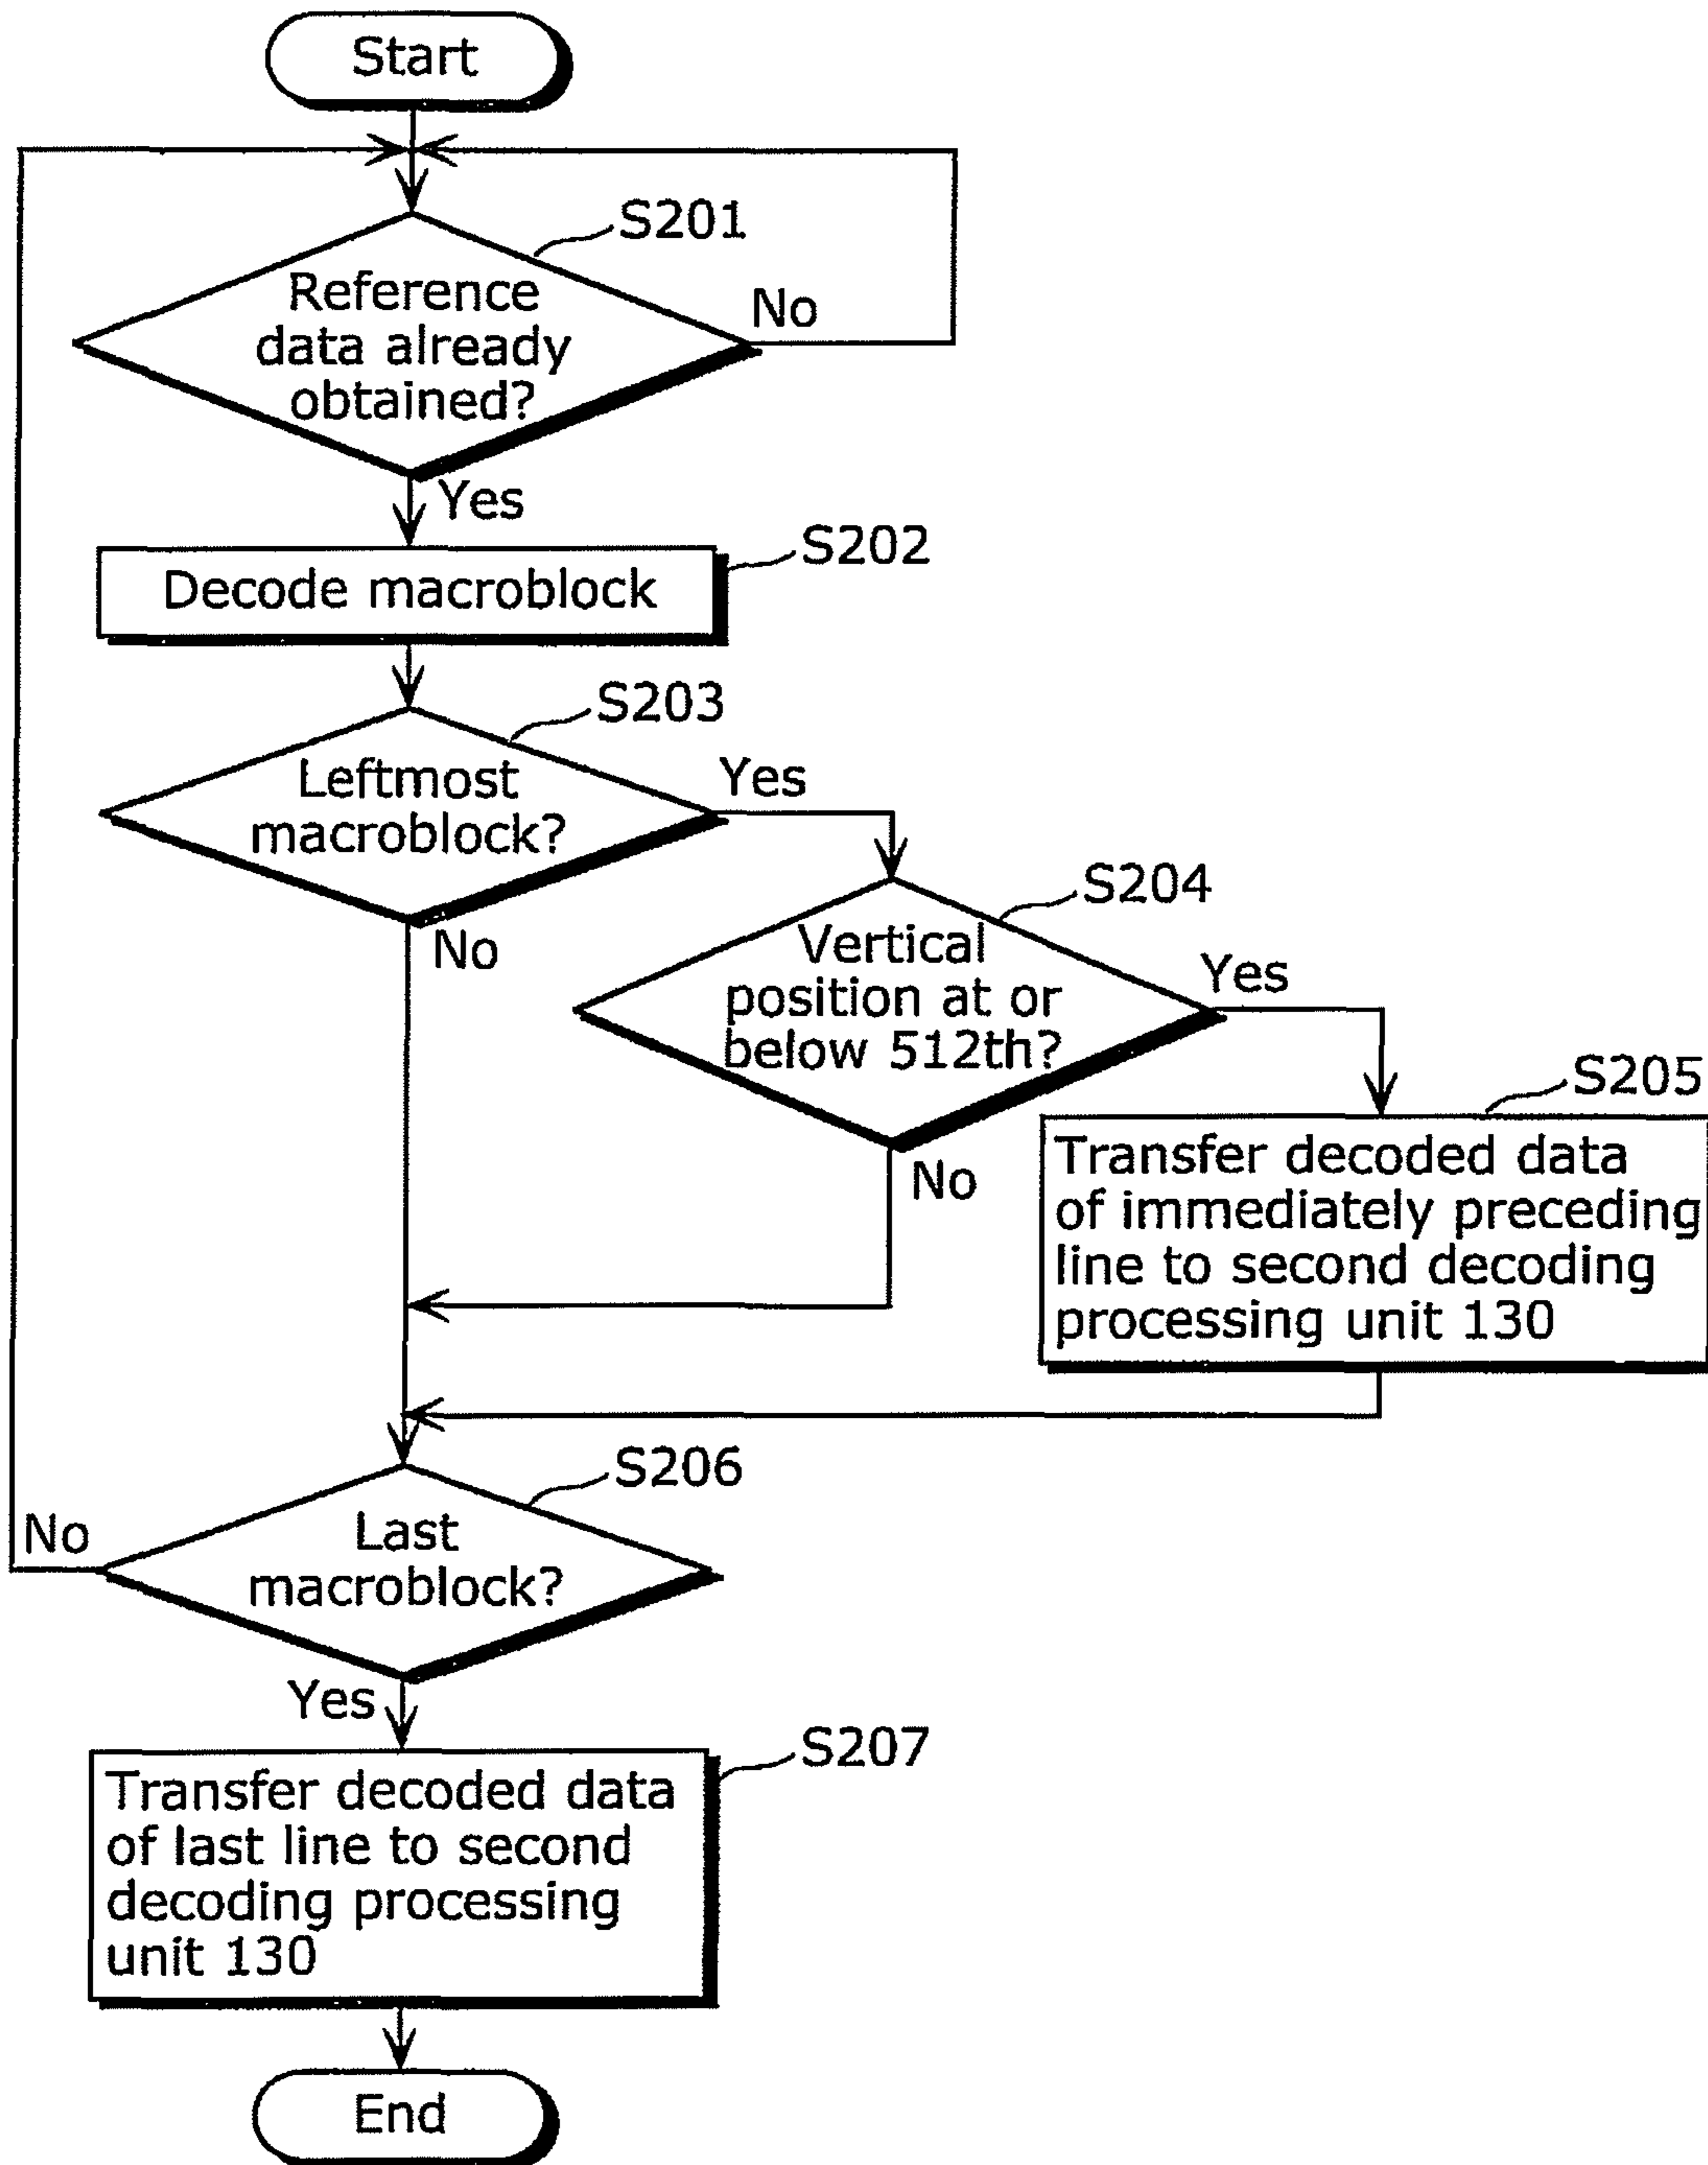 Start
S201
Reference
data already
obtained?
No
Yes
S202
Decode macroblock
S203
Leftmost
macroblock?
Yes
No
S204
Vertical
position at or
below 512th?
Yes
No
S205
Transfer decoded data
of immediately preceding
line to second decoding
processing unit 130
S206
Last
macroblock?
No
Yes
S207
Transfer decoded data
of last line to second
decoding processing
unit 130
End